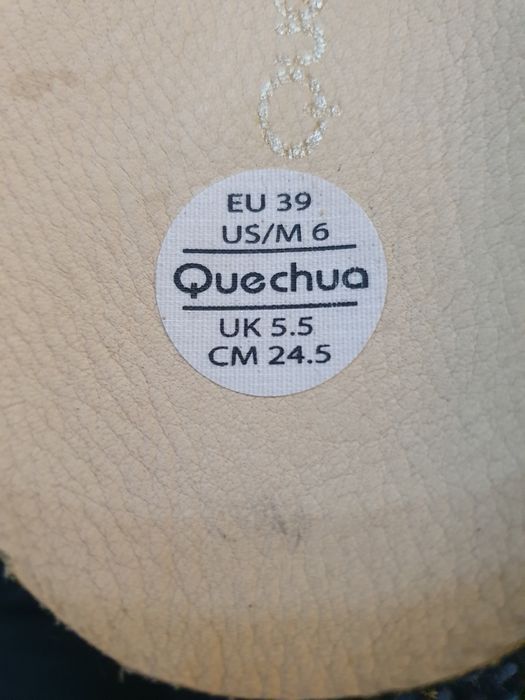 EU 39
US/M 6
Quechua
UK 5.5
CM 24.5